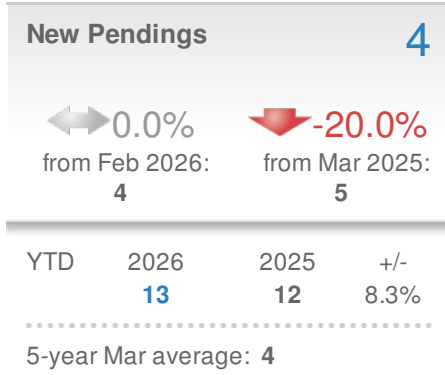 New Pendings 4
0.0% -20.0%
from Feb 2026: from Mar 2025:
4 5
YTD 2026 2025 +/-
13 12 8.3%
5-year Mar average: 4